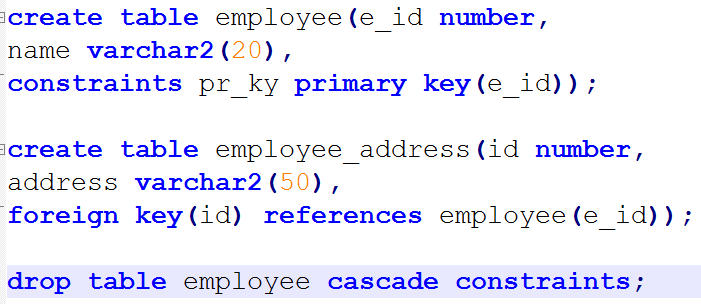 create table employee(e_id number,
name varchar2(20),
constraints pr_ky primary key(e_id));
create table employee_address(id number,
address varchar2(50),
foreign key(id) references employee(e_id));
drop table employee cascade constraints;